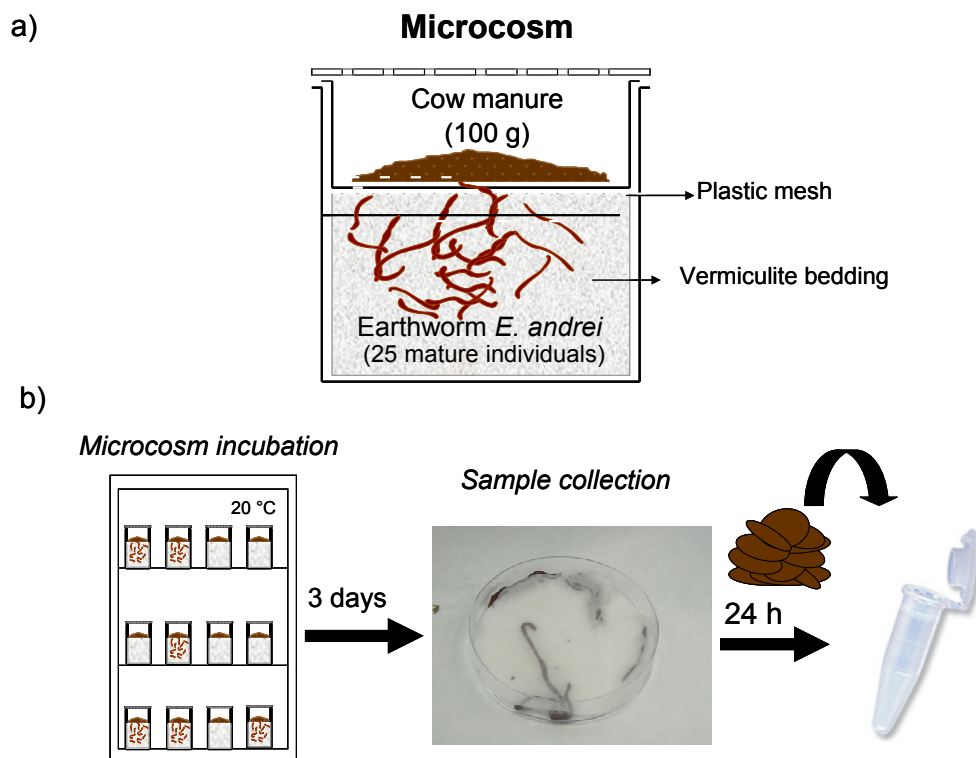 a)
Microcosm
Cow manure
(100 g)
Plastic mesh
Vermiculite bedding
Earthworm E. andrei
(25 mature individuals)
b)
Microcosm incubation
Sample collection
20 °C
3 days
24 h